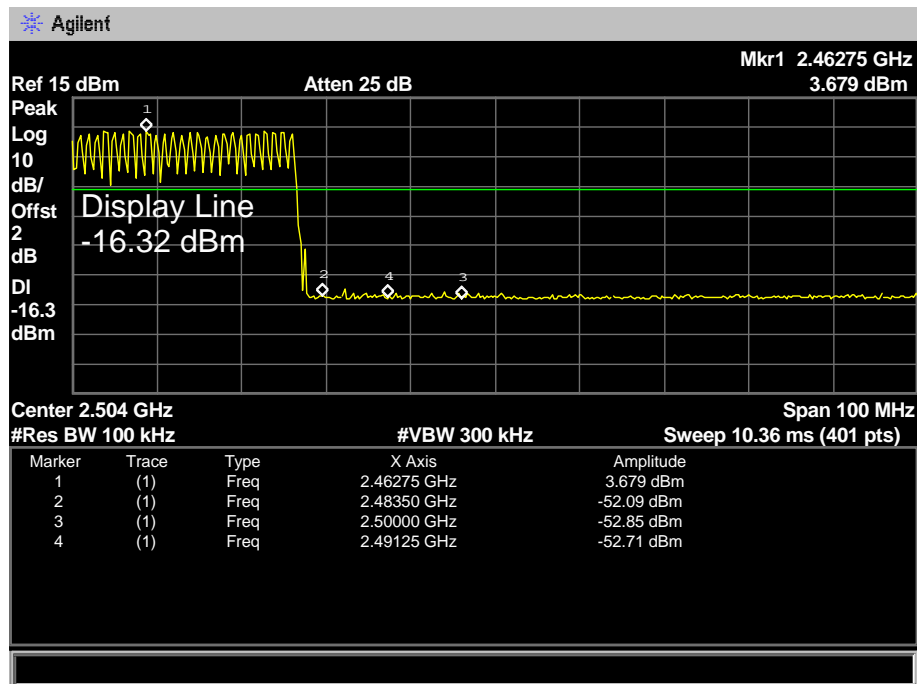 Agilent
Mkr1 2.46275 GHz
Ref 15 dBm Atten 25 dB 3.679 dBm
Peak
Log
10
dB/
Offst
2
dB
DI
-16.3
dBm
1
Display Line
-16.32 dBm
2 4 3
Center 2.504 GHz Span 100 MHz
#Res BW 100 kHz #VBW 300 kHz Sweep 10.36 ms (401 pts)
Marker Trace Type X Axis Amplitude
1 (1) Freq 2.46275 GHz 3.679 dBm
2 (1) Freq 2.48350 GHz -52.09 dBm
3 (1) Freq 2.50000 GHz -52.85 dBm
4 (1) Freq 2.49125 GHz -52.71 dBm